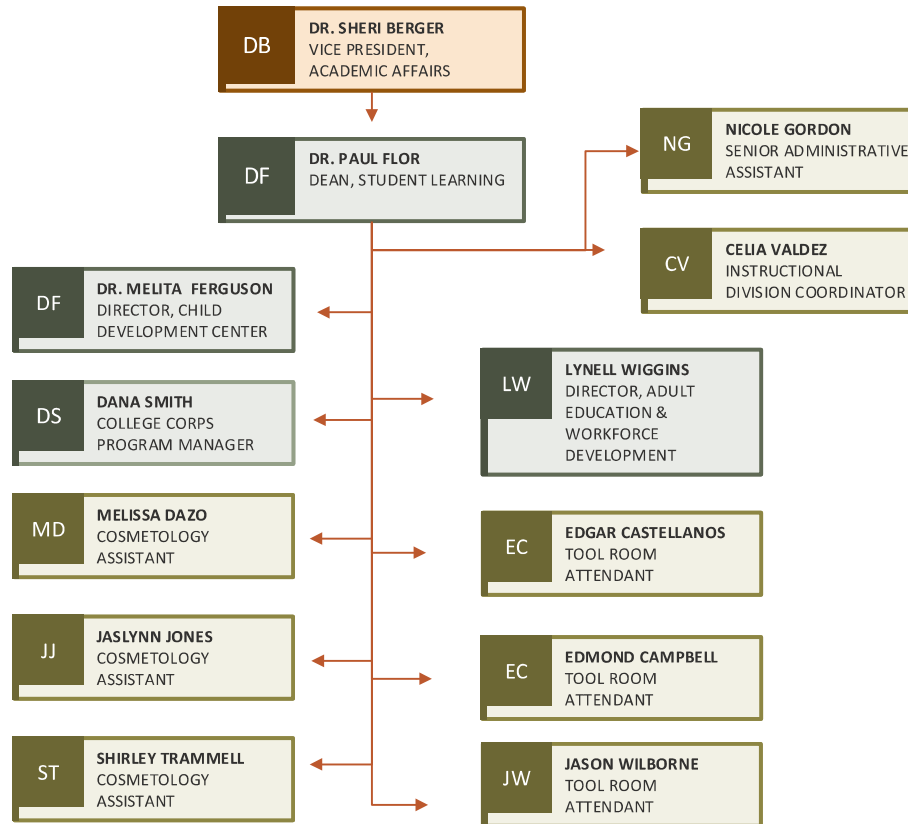 DB
DR. SHERI BERGER
VICE PRESIDENT,
ACADEMIC AFFAIRS
DF
DR. PAUL FLOR
DEAN, STUDENT LEARNING
NG
NICOLE GORDON
SENIOR ADMINISTRATIVE
ASSISTANT
CV
CELIA VALDEZ
INSTRUCTIONAL
DIVISION COORDINATOR
DF
DR. MELITA FERGUSON
DIRECTOR, CHILD
DEVELOPMENT CENTER
LW
LYNELL WIGGINS
DIRECTOR, ADULT
EDUCATION &
WORKFORCE
DEVELOPMENT
DS
DANA SMITH
COLLEGE CORPS
PROGRAM MANAGER
MD
MELISSA DAZO
COSMETOLOGY
ASSISTANT
EC
EDGAR CASTELLANOS
TOOL ROOM
ATTENDANT
JJ
JASLYNN JONES
COSMETOLOGY
ASSISTANT
EC
EDMOND CAMPBELL
TOOL ROOM
ATTENDANT
ST
SHIRLEY TRAMMELL
COSMETOLOGY
ASSISTANT
JW
JASON WILBORNE
TOOL ROOM
ATTENDANT